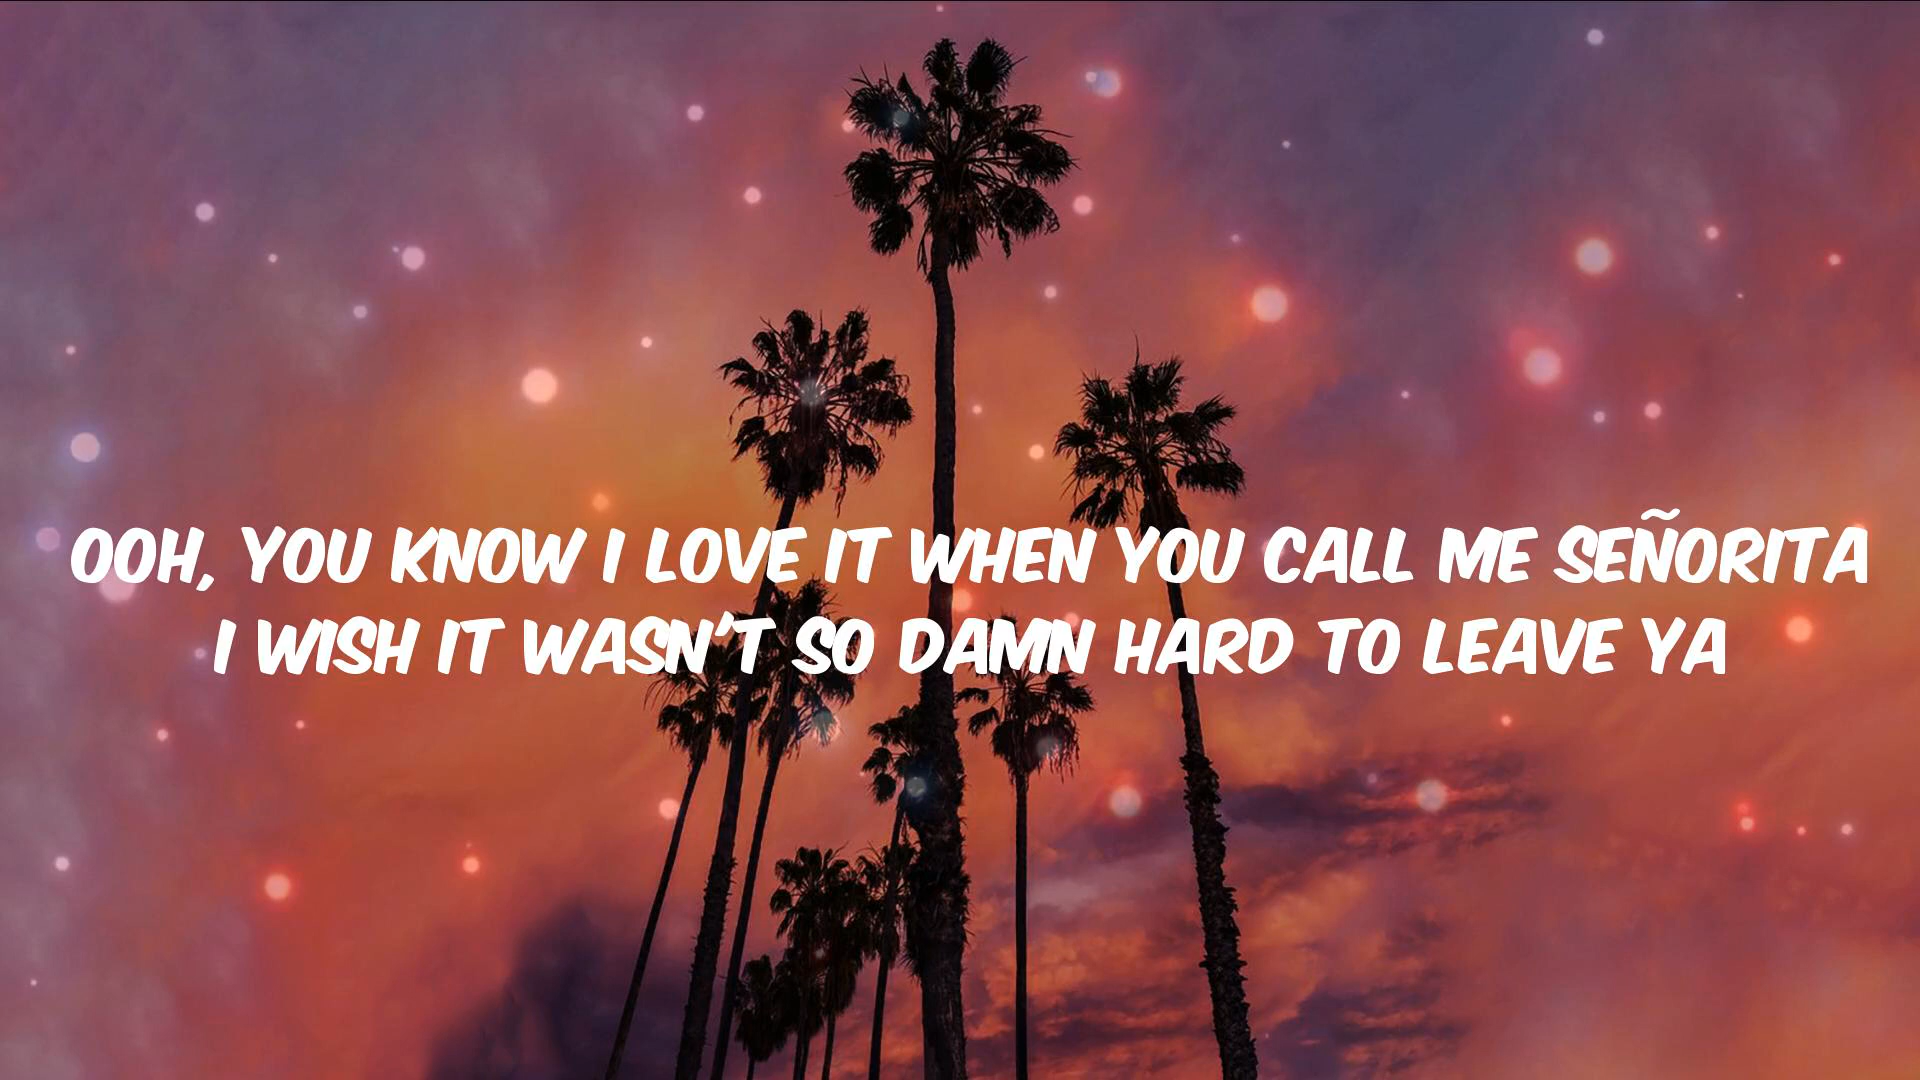 OOH, YOU KNOW I LOVE IT WHEN YOU CALL ME SEÑORITA
I WISH IT WASN'T SO DAMN HARD TO LEAVE YA